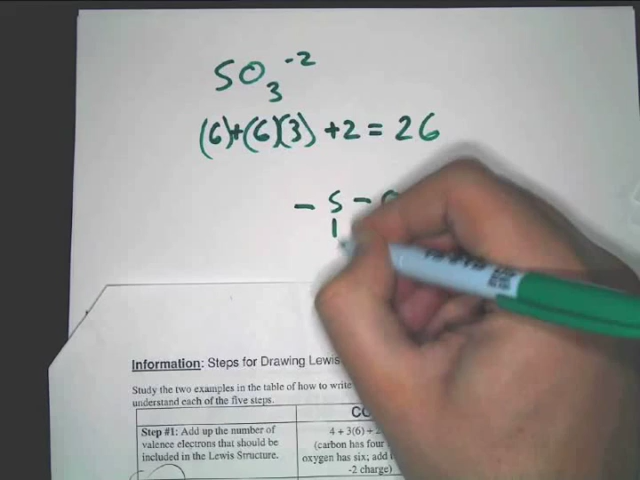 SO₃⁻²
(6)+(6)(3) +2 = 26
- S -
Information: Steps for Drawing Lewis
Study the two examples in the table of how to write
understand each of the five steps.
CO
Step #1: Add up the number of
valence electrons that should be
included in the Lewis Structure.
4 + 3(6) +
(carbon has four
oxygen has six; add
-2 charge)